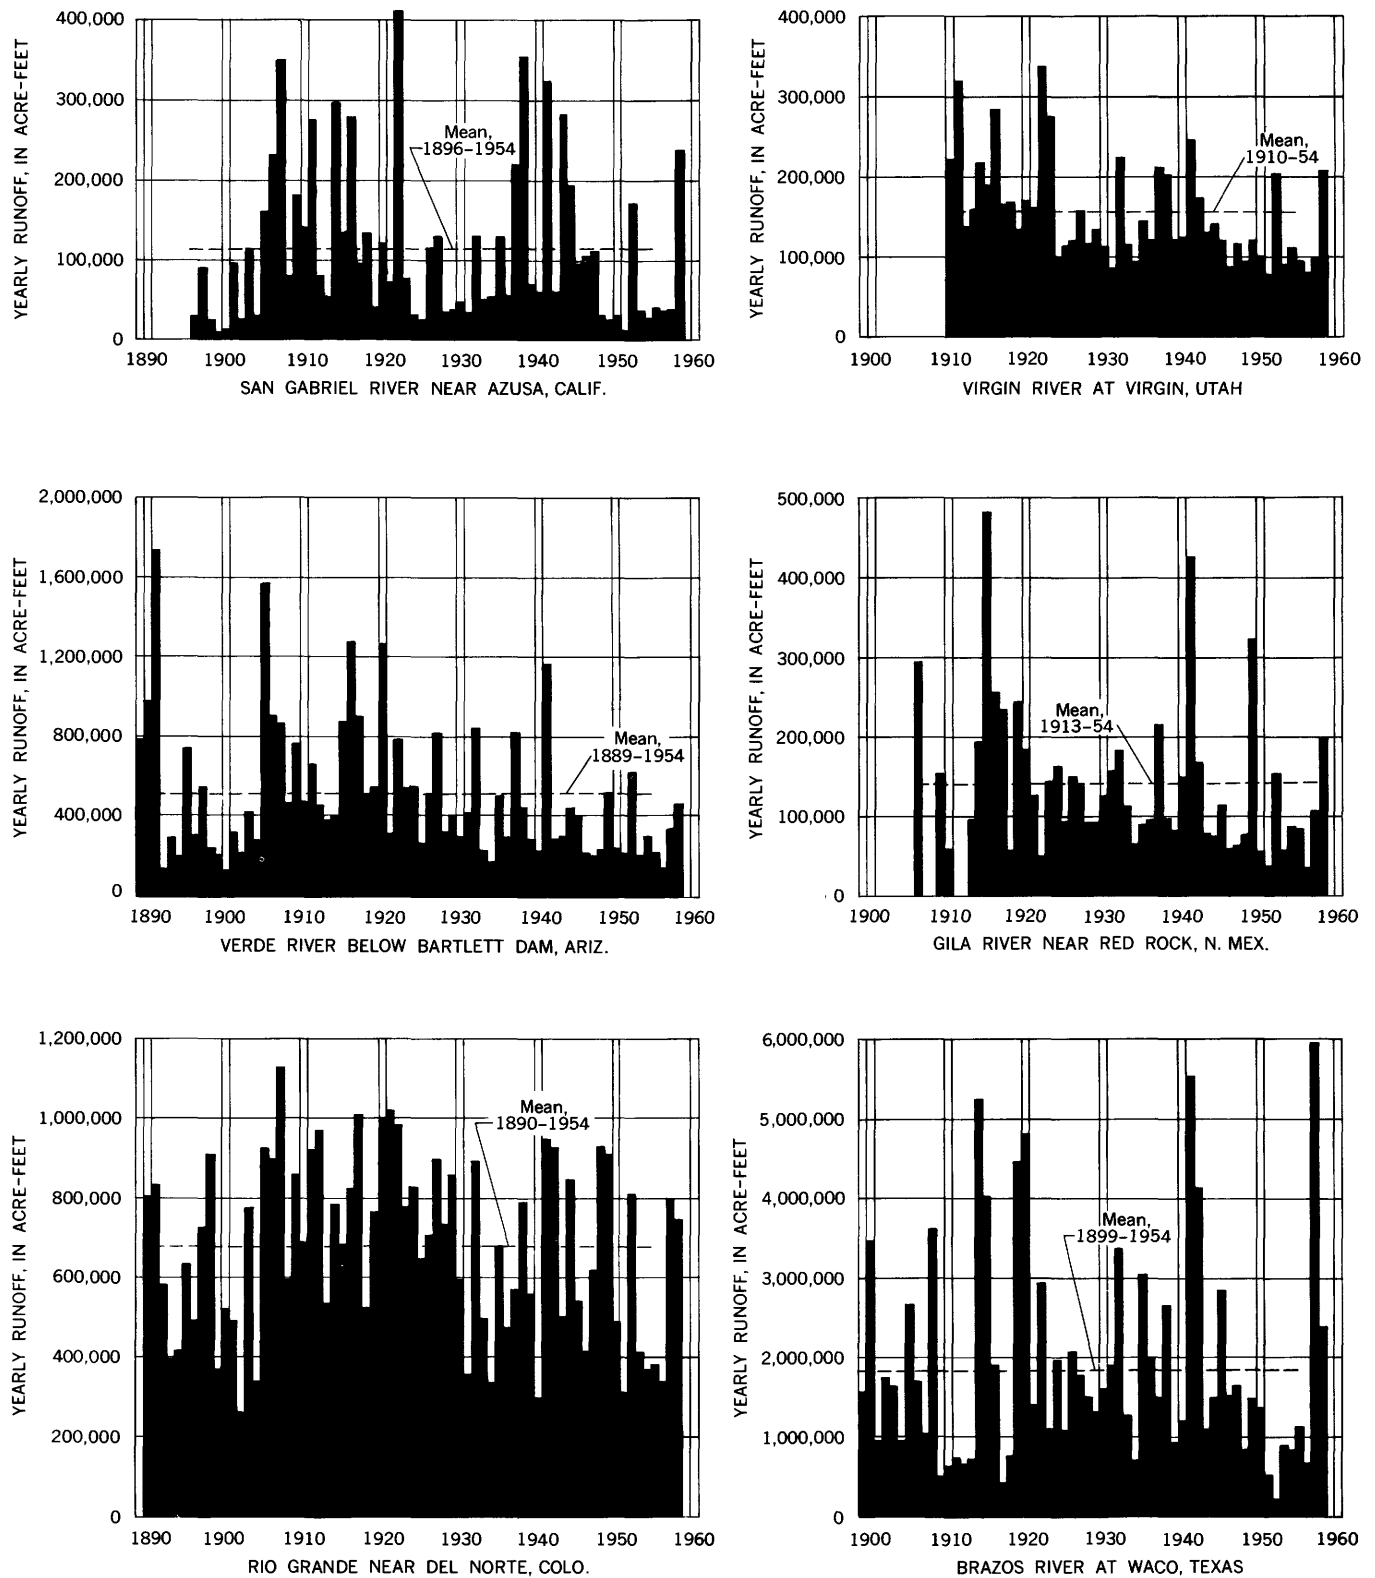 YEARLY RUNOFF, IN ACRE-FEET
400,000
300,000
200,000
100,000
0
Mean,
1896-1954
1890 1900 1910 1920 1930 1940 1950 1960
SAN GABRIEL RIVER NEAR AZUSA, CALIF.
YEARLY RUNOFF, IN ACRE-FEET
400,000
300,000
200,000
100,000
0
Mean,
1910-54
1900 1910 1920 1930 1940 1950 1960
VIRGIN RIVER AT VIRGIN, UTAH
YEARLY RUNOFF, IN ACRE-FEET
2,000,000
1,600,000
1,200,000
800,000
400,000
0
Mean,
1889-1954
1890 1900 1910 1920 1930 1940 1950 1960
VERDE RIVER BELOW BARTLETT DAM, ARIZ.
YEARLY RUNOFF, IN ACRE-FEET
500,000
400,000
300,000
200,000
100,000
0
Mean,
1913-54
1900 1910 1920 1930 1940 1950 1960
GILA RIVER NEAR RED ROCK, N. MEX.
YEARLY RUNOFF, IN ACRE-FEET
1,200,000
1,000,000
800,000
600,000
400,000
200,000
0
Mean,
1890-1954
1890 1900 1910 1920 1930 1940 1950 1960
RIO GRANDE NEAR DEL NORTE, COLO.
YEARLY RUNOFF, IN ACRE-FEET
6,000,000
5,000,000
4,000,000
3,000,000
2,000,000
1,000,000
0
Mean,
1899-1954
1900 1910 1920 1930 1940 1950 1960
BRAZOS RIVER AT WACO, TEXAS